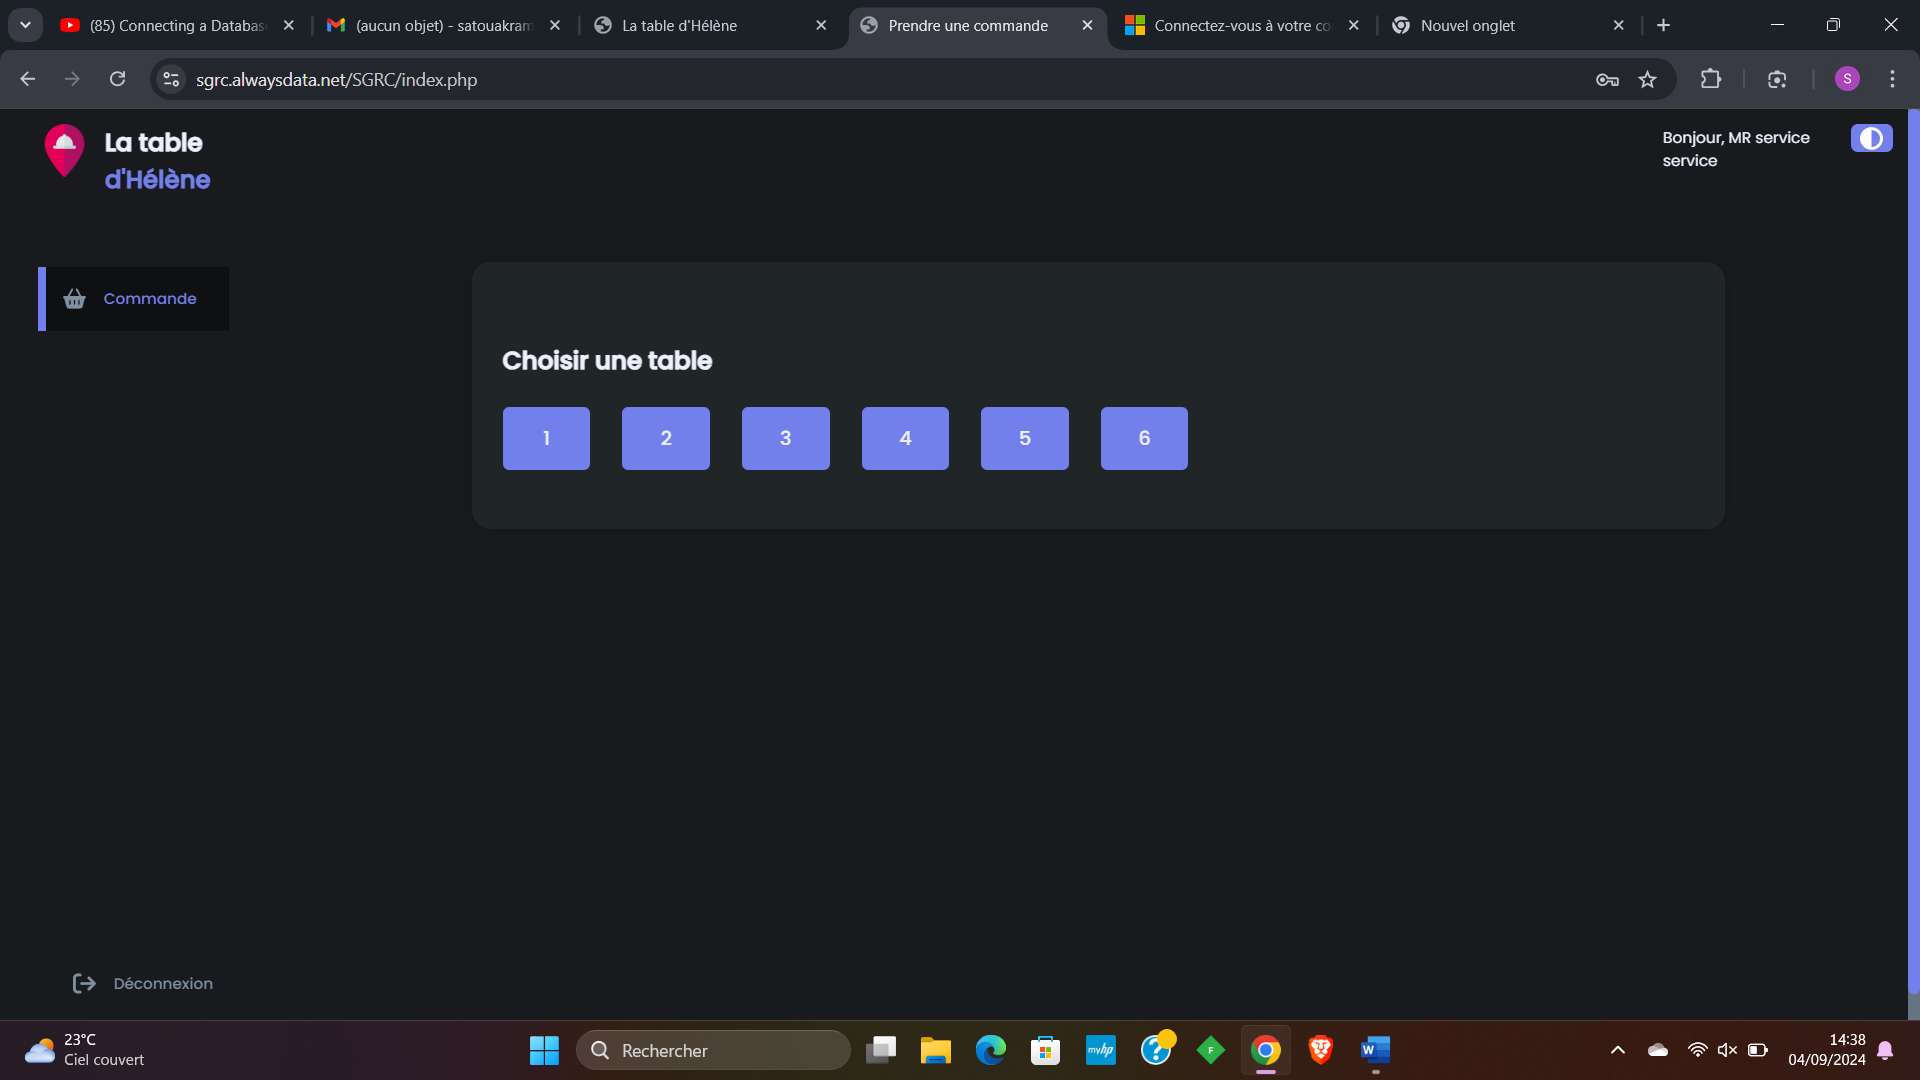 (85) Connecting a Databas
(aucun objet) - satouakram
La table d'Hélène
Prendre une commande
Connectez-vous à votre co
Nouvel onglet
sgrc.alwaysdata.net/SGRC/index.php
S
La table
d'Hélène
Bonjour, MR service
service
Commande
Choisir une table
1
2
3
4
5
6
Déconnexion
23°C
Ciel couvert
Rechercher
myhp
F
W
14:38
04/09/2024